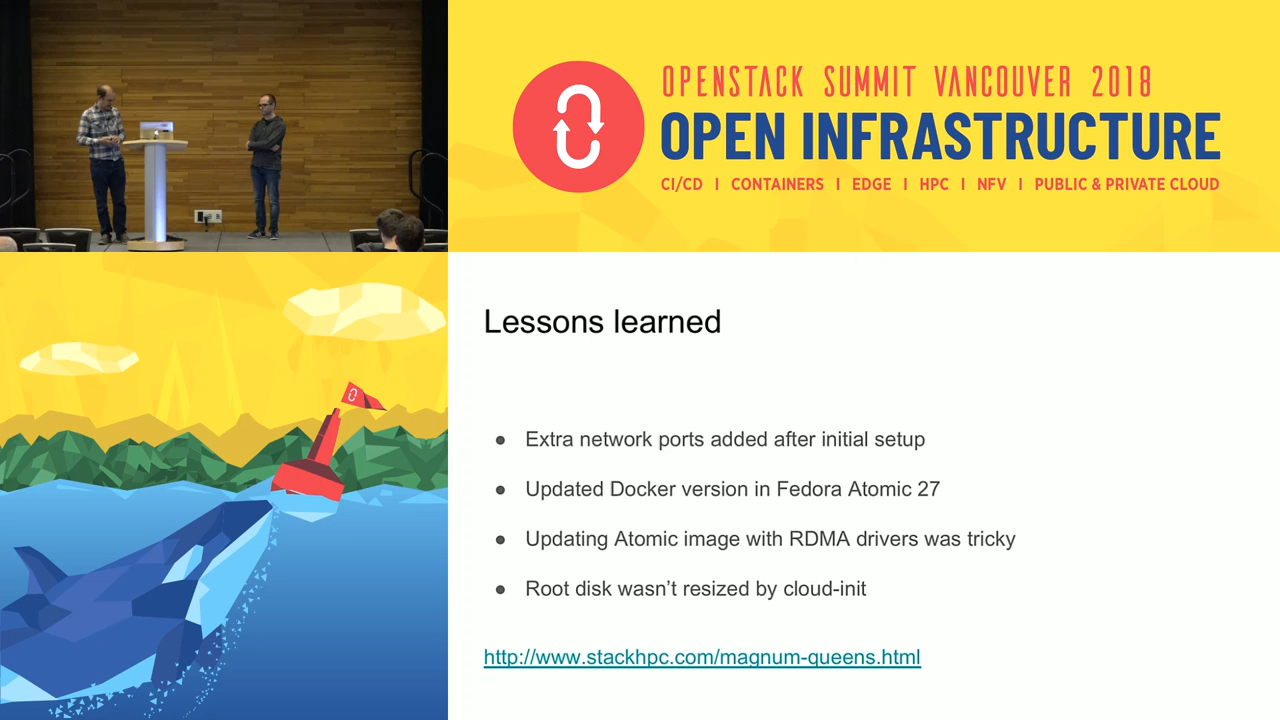 OPENSTACK SUMMIT VANCOUVER 2018
OPEN INFRASTRUCTURE
CI/CD | CONTAINERS | EDGE | HPC | NFV | PUBLIC & PRIVATE CLOUD
Lessons learned
● Extra network ports added after initial setup
● Updated Docker version in Fedora Atomic 27
● Updating Atomic image with RDMA drivers was tricky
● Root disk wasn’t resized by cloud-init
http://www.stackhpc.com/magnum-queens.html